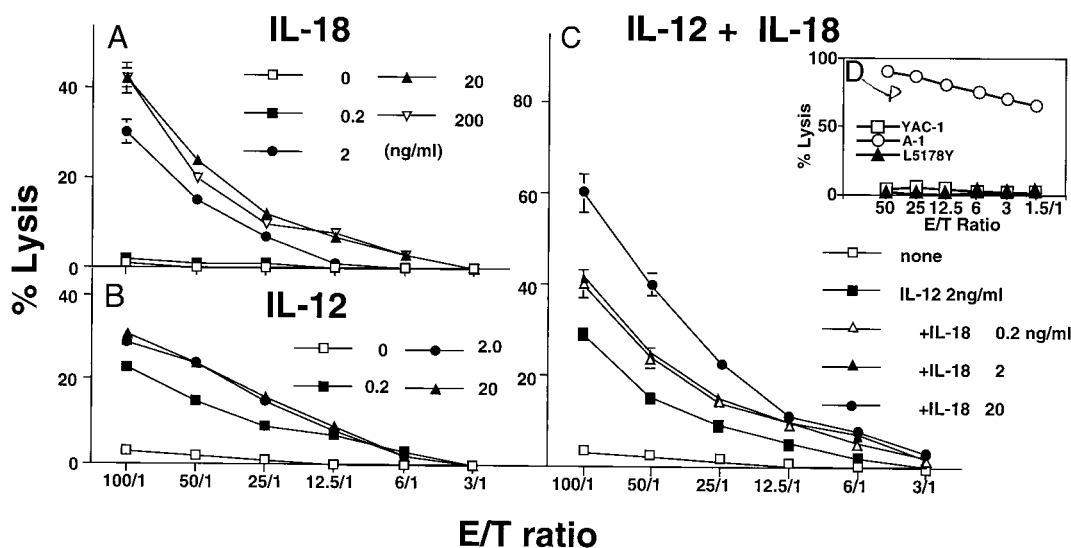 A
IL-18
0
20
0.2
200
2
(ng/ml)
40
20
0
B
IL-12
0
2.0
0.2
20
40
20
0
100/1 50/1 25/1 12.5/1 6/1 3/1
% Lysis
C
IL-12 + IL-18
80
60
40
20
100/1 50/1 25/1 12.5/1 6/1 3/1
D
100
50
0
% Lysis
YAC-1
A-1
L5178Y
50 25 12.5 6 3 1.5/1
E/T Ratio
none
IL-12 2ng/ml
+IL-18 0.2 ng/ml
+IL-18 2
+IL-18 20
E/T ratio